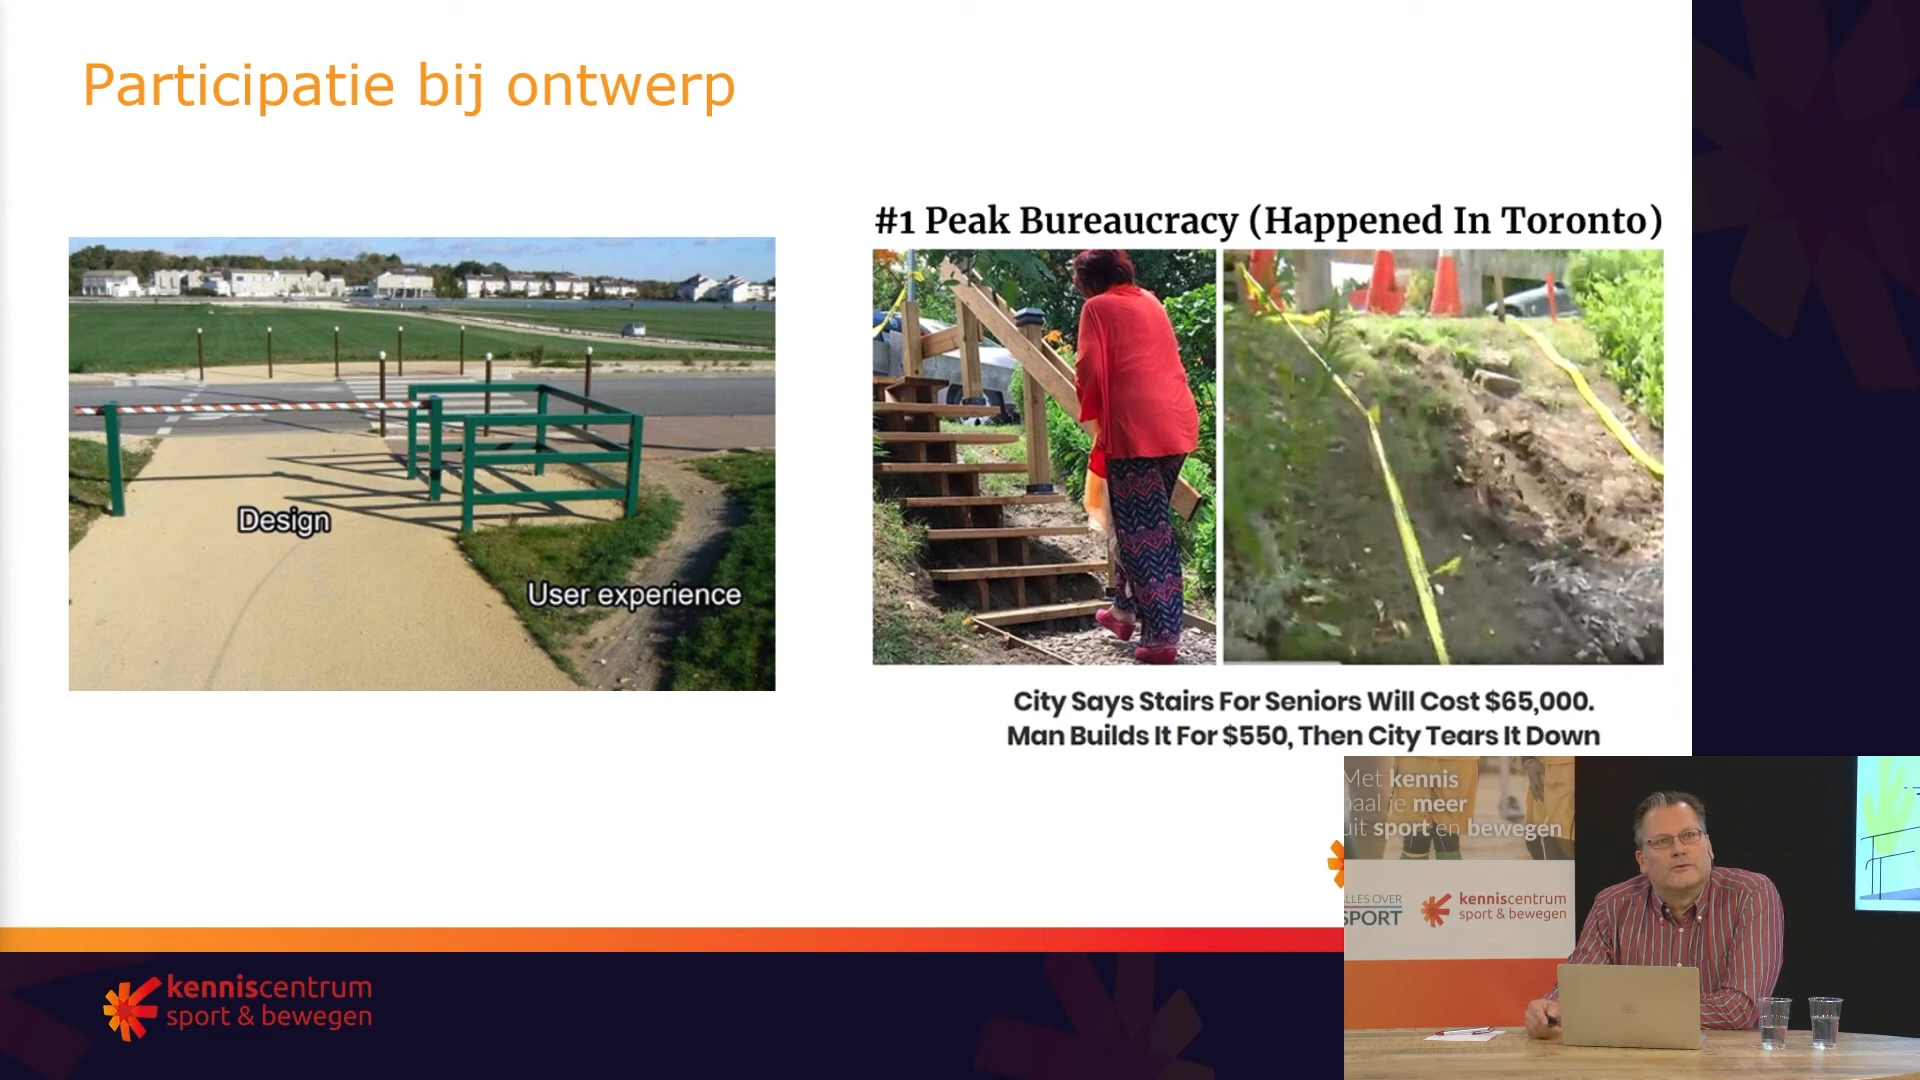 Participatie bij ontwerp
Design
User experience
#1 Peak Bureaucracy (Happened In Toronto)
City Says Stairs For Seniors Will Cost $65,000.
Man Builds It For $550, Then City Tears It Down
Met kennis
haal je meer
uit sport en bewegen
ALLES OVER
SPORT
kenniscentrum
sport & bewegen
kenniscentrum
sport & bewegen